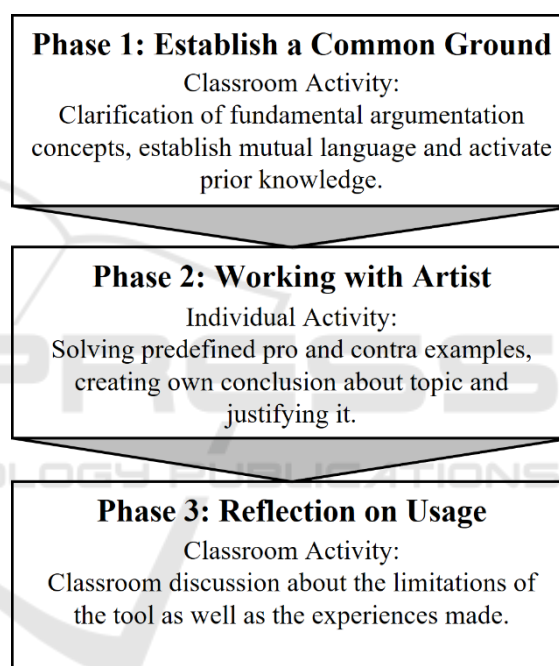 Phase 1: Establish a Common Ground
Classroom Activity:
Clarification of fundamental argumentation
concepts, establish mutual language and activate
prior knowledge.
Phase 2: Working with Artist
Individual Activity:
Solving predefined pro and contra examples,
creating own conclusion about topic and
justifying it.
Phase 3: Reflection on Usage
Classroom Activity:
Classroom discussion about the limitations of
the tool as well as the experiences made.